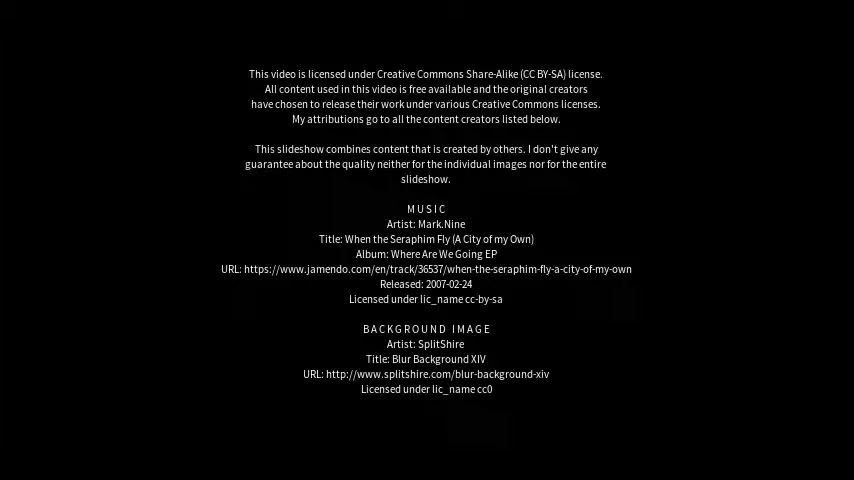 This video is licensed under Creative Commons Share-Alike (CC BY-SA) license.
All content used in this video is free available and the original creators
have chosen to release their work under various Creative Commons licenses.
My attributions go to all the content creators listed below.
This slideshow combines content that is created by others. I don't give any
guarantee about the quality neither for the individual images nor for the entire
slideshow.
MUSIC
Artist: Mark.Nine
Title: When the Seraphim Fly (A City of my Own)
Album: Where Are We Going EP
URL: https://www.jamendo.com/en/track/36537/when-the-seraphim-fly-a-city-of-my-own
Released: 2007-02-24
Licensed under lic_name cc-by-sa
BACKGROUND IMAGE
Artist: SplitShire
Title: Blur Background XIV
URL: http://www.splitshire.com/blur-background-xiv
Licensed under lic_name cc0